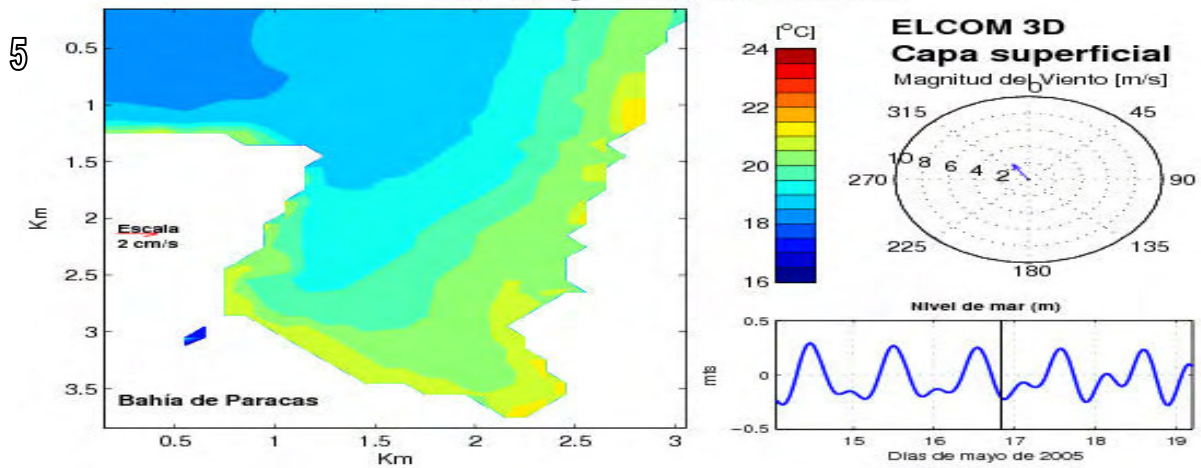 5
0.5
1
1.5
2
2.5
3
3.5
Km
Escala
2 cm/s
Bahía de Paracas
0.5 1 1.5 2 2.5 3
Km
[°C]
24
22
20
18
16
ELCOM 3D
Capa superficial
Magnitud del Viento [m/s]
0
315 45
10 8 6 4 2
270 90
225 135
180
Nivel de mar (m)
0.5
0
−0.5
mts
15 16 17 18 19
Días de mayo de 2005